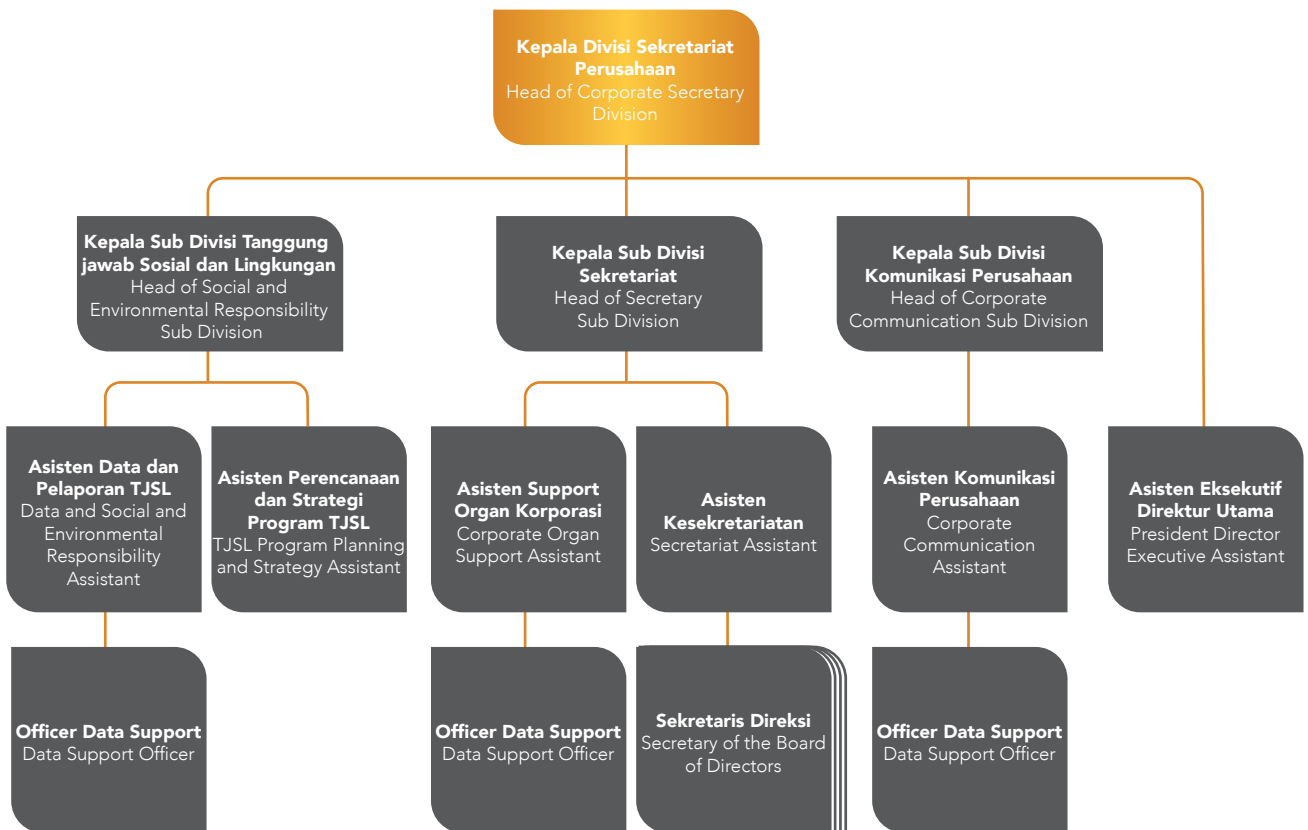 Kepala Divisi Sekretariat
Perusahaan
Head of Corporate Secretary
Division
Kepala Sub Divisi Tanggung
jawab Sosial dan Lingkungan
Head of Social and
Environmental Responsibility
Sub Division
Kepala Sub Divisi
Sekretariat
Head of Secretary
Sub Division
Kepala Sub Divisi
Komunikasi Perusahaan
Head of Corporate
Communication Sub Division
Asisten Data dan
Pelaporan TJSL
Data and Social and
Environmental
Responsibility
Assistant
Asisten Perencanaan
dan Strategi
Program TJSL
TJSL Program Planning
and Strategy Assistant
Asisten Support
Organ Korporasi
Corporate Organ
Support Assistant
Asisten
Kesekretariatan
Secretariat Assistant
Asisten Komunikasi
Perusahaan
Corporate
Communication
Assistant
Asisten Eksekutif
Direktur Utama
President Director
Executive Assistant
Officer Data Support
Data Support Officer
Officer Data Support
Data Support Officer
Sekretaris Direksi
Secretary of the Board
of Directors
Officer Data Support
Data Support Officer